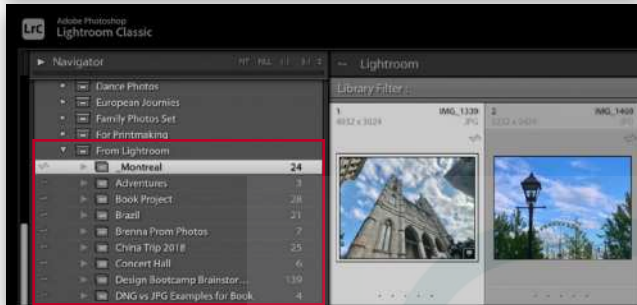 LrC
Adobe Photoshop
Lightroom Classic
Navigator
FIT
Lightroom
Dance Photos
European Journies
Family Photos Set
For Printmaking
From Lightroom
_Montreal 24
Adventures 3
Book Project 28
Brazil 21
Brenna Prom Photos 7
China Trip 2018 25
Concert Hall 6
Design Bootcamp Brainstor... 139
DNG vs JPG Examples for Book 4
Library Filter :
1 IMG_1339
4032 x 3024 JPG
2 IMG_1468
JPG